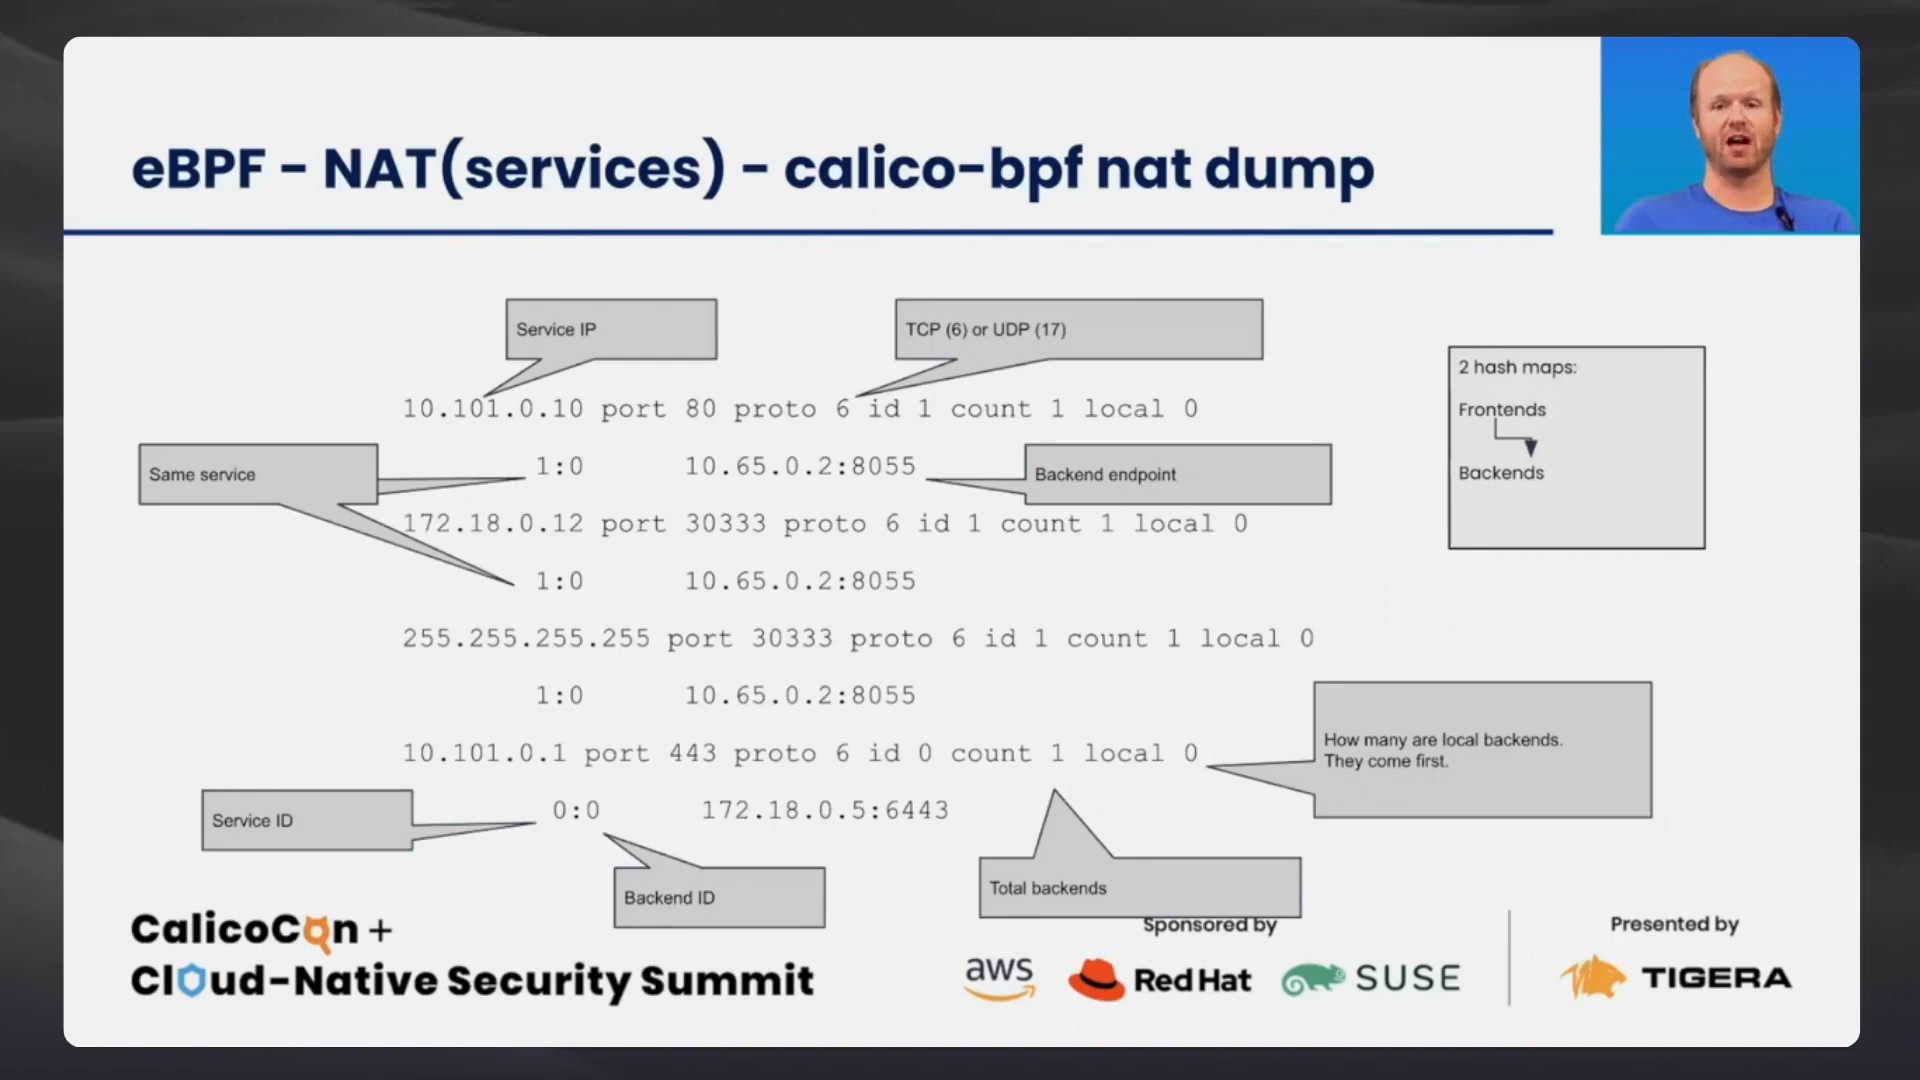 eBPF - NAT(services) - calico-bpf nat dump
Service IP
TCP (6) or UDP (17)
10.101.0.10 port 80 proto 6 id 1 count 1 local 0
Same service
1:0 10.65.0.2:8055
Backend endpoint
172.18.0.12 port 30333 proto 6 id 1 count 1 local 0
1:0 10.65.0.2:8055
255.255.255.255 port 30333 proto 6 id 1 count 1 local 0
1:0 10.65.0.2:8055
10.101.0.1 port 443 proto 6 id 0 count 1 local 0
How many are local backends.
They come first.
Service ID
0:0 172.18.0.5:6443
Backend ID
Total backends
2 hash maps:
Frontends
Backends
CalicoCon +
Cloud-Native Security Summit
Sponsored by
aws
Red Hat
SUSE
Presented by
TIGERA